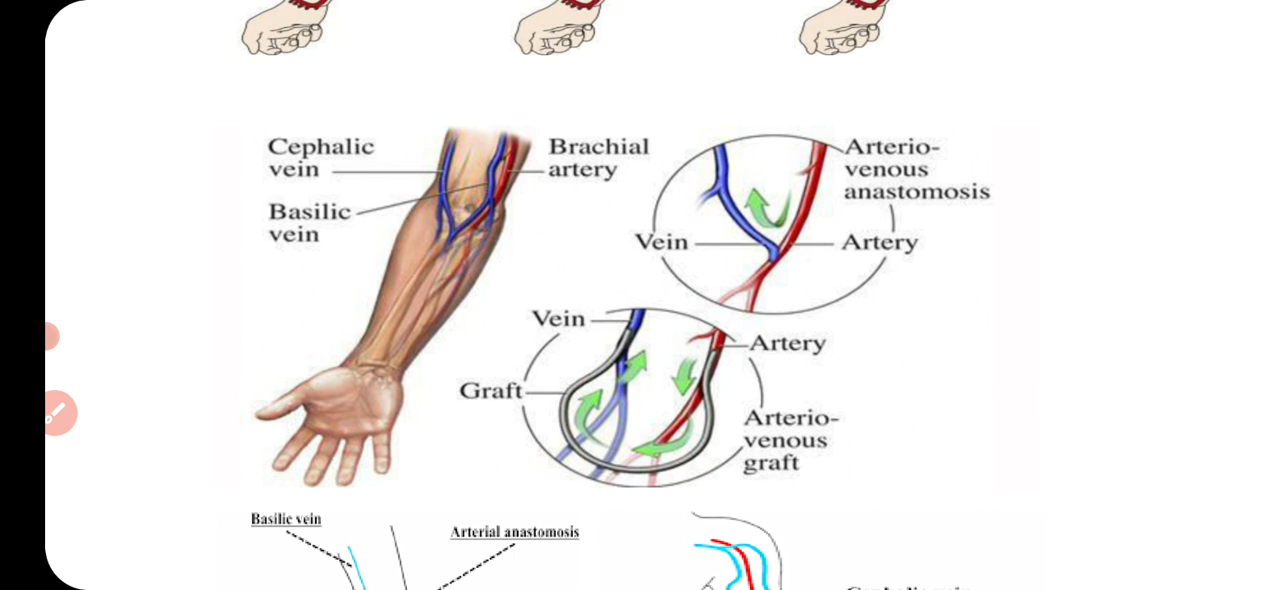 Cephalic
vein
Brachial
artery
Basilic
vein
Arterio-
venous
anastomosis
Vein
Artery
Vein
Artery
Graft
Arterio-
venous
graft
Basilic vein
Arterial anastomosis